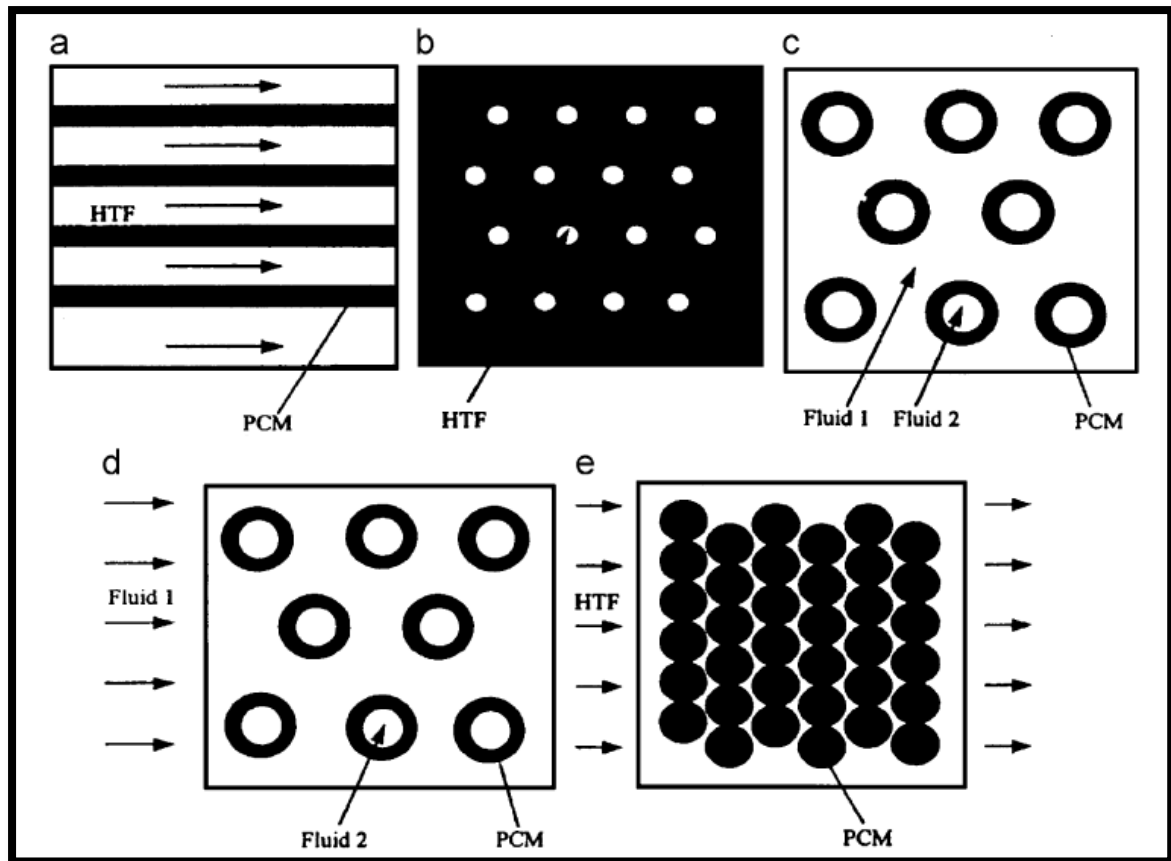 a
b
c
HTF
PCM
HTF
Fluid 1
Fluid 2
PCM
d
e
Fluid 1
HTF
Fluid 2
PCM
PCM